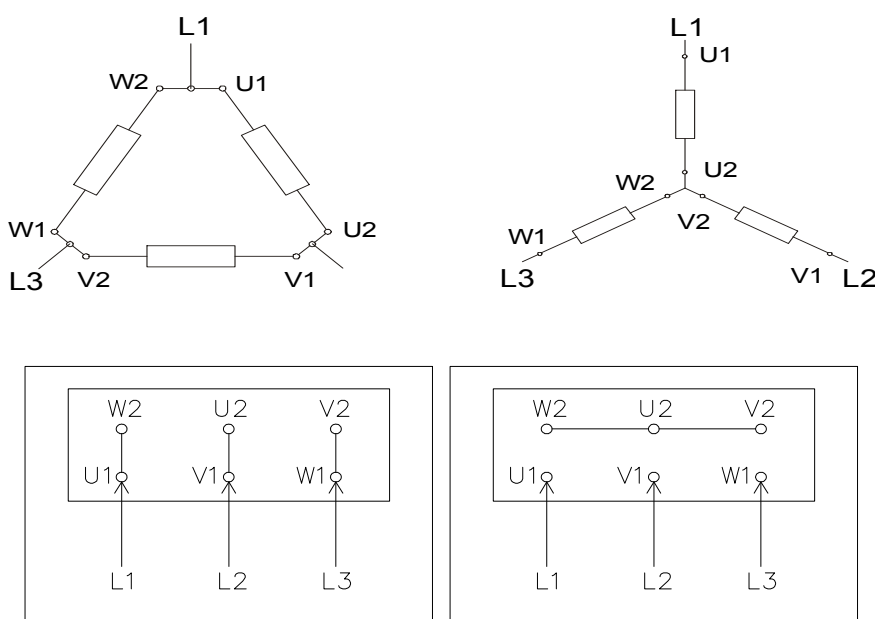 L1
W2 U1
W1 U2
L3 V2 V1
L1
U1
U2
W2
V2
W1
V1
L3 L2
W2 U2 V2
U1 V1 W1
L1 L2 L3
W2 U2 V2
U1 V1 W1
L1 L2 L3